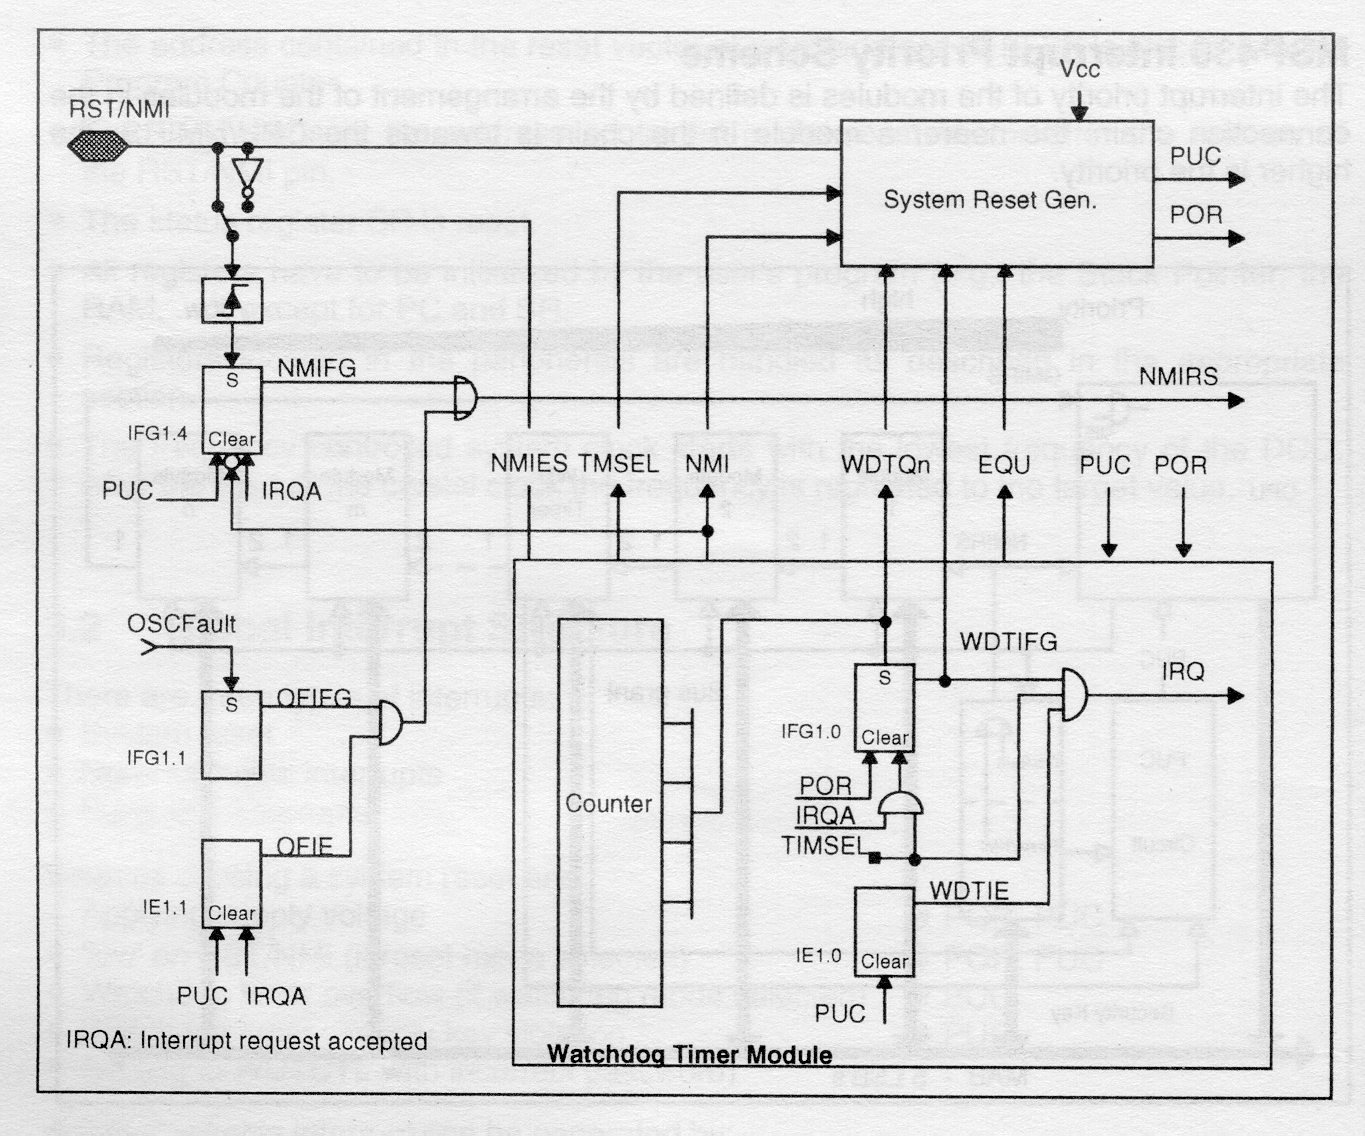 Vcc
RST/NMI
PUC
System Reset Gen.
POR
S
NMIFG
NMIRS
IFG1.4
Clear
NMIES TMSEL NMI WDTQn EQU PUC POR
PUC IRQA
OSCFault
WDTIFG
IRQ
S
OFIFG
S
IFG1.0
Clear
IFG1.1
Counter
POR
IRQA
TIMSEL
OFIE
WDTIE
IE1.1
Clear
IE1.0
Clear
PUC IRQA
PUC
IRQA: Interrupt request accepted
Watchdog Timer Module